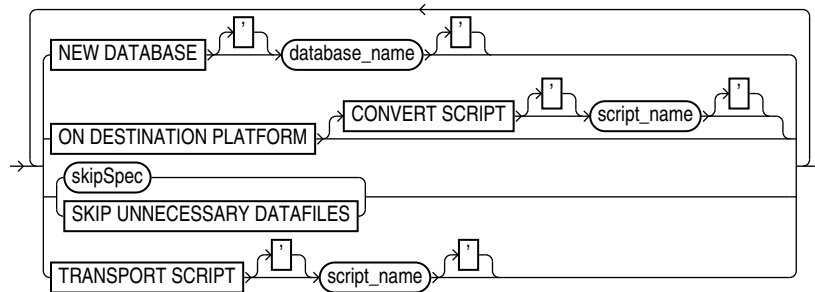 NEW DATABASE ' database_name '
ON DESTINATION PLATFORM CONVERT SCRIPT ' script_name '
skipSpec
SKIP UNNECESSARY DATAFILES
TRANSPORT SCRIPT ' script_name '